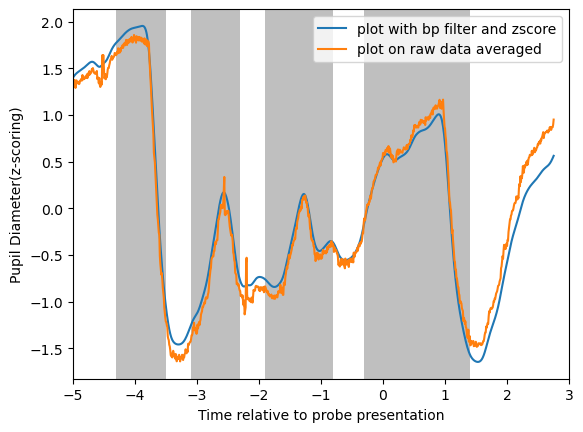 plot with bp filter and zscore
plot on raw data averaged
Pupil Diameter(z-scoring)
2.0
1.5
1.0
0.5
0.0
−0.5
−1.0
−1.5
−5 −4 −3 −2 −1 0 1 2 3
Time relative to probe presentation